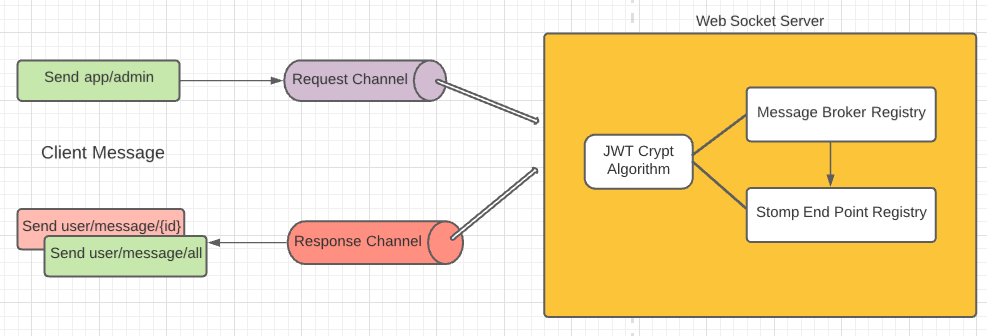 Web Socket Server
Send app/admin
Request Channel
Message Broker Registry
JWT Crypt
Algorithm
Client Message
Stomp End Point Registry
Send user/message/{id}
Send user/message/all
Response Channel